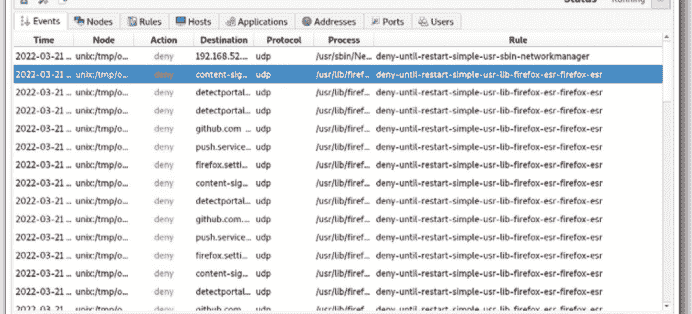 Status Running
Events Nodes Rules Hosts Applications Addresses Ports Users
Time Node Action Destination Protocol Process Rule
2022-03-21 ... unix:/tmp/o... deny 192.168.52.... udp /usr/sbin/Ne... deny-until-restart-simple-usr-sbin-networkmanager
2022-03-21 ... unix:/tmp/o... deny content-sig... udp /usr/lib/firef... deny-until-restart-simple-usr-lib-firefox-esr-firefox-esr
2022-03-21 ... unix:/tmp/o... deny detectportal... udp /usr/lib/firef... deny-until-restart-simple-usr-lib-firefox-esr-firefox-esr
2022-03-21 ... unix:/tmp/o... deny detectportal... udp /usr/lib/firef... deny-until-restart-simple-usr-lib-firefox-esr-firefox-esr
2022-03-21 ... unix:/tmp/o... deny github.com ... udp /usr/lib/firef... deny-until-restart-simple-usr-lib-firefox-esr-firefox-esr
2022-03-21 ... unix:/tmp/o... deny push.service... udp /usr/lib/firef... deny-until-restart-simple-usr-lib-firefox-esr-firefox-esr
2022-03-21 ... unix:/tmp/o... deny firefox.setti... udp /usr/lib/firef... deny-until-restart-simple-usr-lib-firefox-esr-firefox-esr
2022-03-21 ... unix:/tmp/o... deny content-sig... udp /usr/lib/firef... deny-until-restart-simple-usr-lib-firefox-esr-firefox-esr
2022-03-21 ... unix:/tmp/o... deny detectportal... udp /usr/lib/firef... deny-until-restart-simple-usr-lib-firefox-esr-firefox-esr
2022-03-21 ... unix:/tmp/o... deny github.com... udp /usr/lib/firef... deny-until-restart-simple-usr-lib-firefox-esr-firefox-esr
2022-03-21 ... unix:/tmp/o... deny push.service... udp /usr/lib/firef... deny-until-restart-simple-usr-lib-firefox-esr-firefox-esr
2022-03-21 ... unix:/tmp/o... deny firefox.setti... udp /usr/lib/firef... deny-until-restart-simple-usr-lib-firefox-esr-firefox-esr
2022-03-21 ... unix:/tmp/o... deny content-sig... udp /usr/lib/firef... deny-until-restart-simple-usr-lib-firefox-esr-firefox-esr
2022-03-21 ... unix:/tmp/o... deny detectportal... udp /usr/lib/firef... deny-until-restart-simple-usr-lib-firefox-esr-firefox-esr
2022-03-21 ... unix:/tmp/o... deny github.com ... udp /usr/lib/firef... deny-until-restart-simple-usr-lib-firefox-esr-firefox-esr